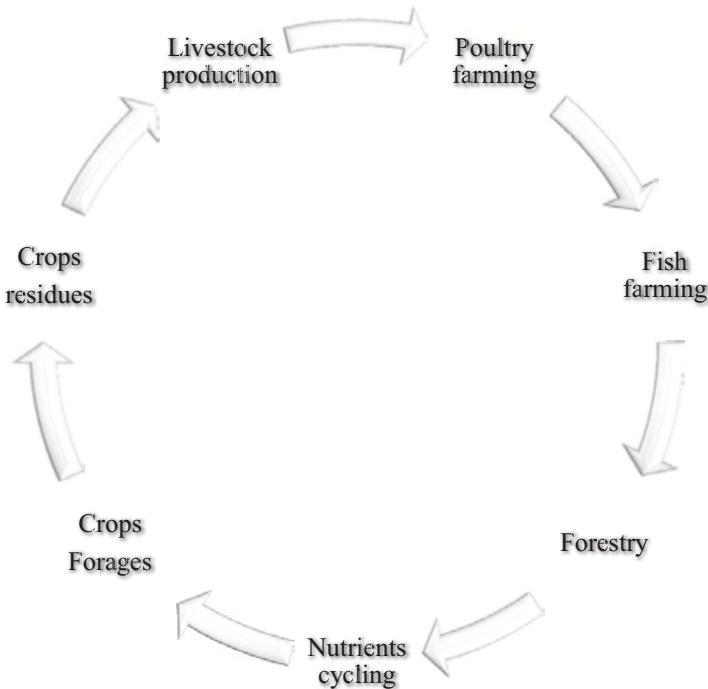 Livestock
production
Poultry
farming
Fish
farming
Forestry
Nutrients
cycling
Crops
Forages
Crops
residues